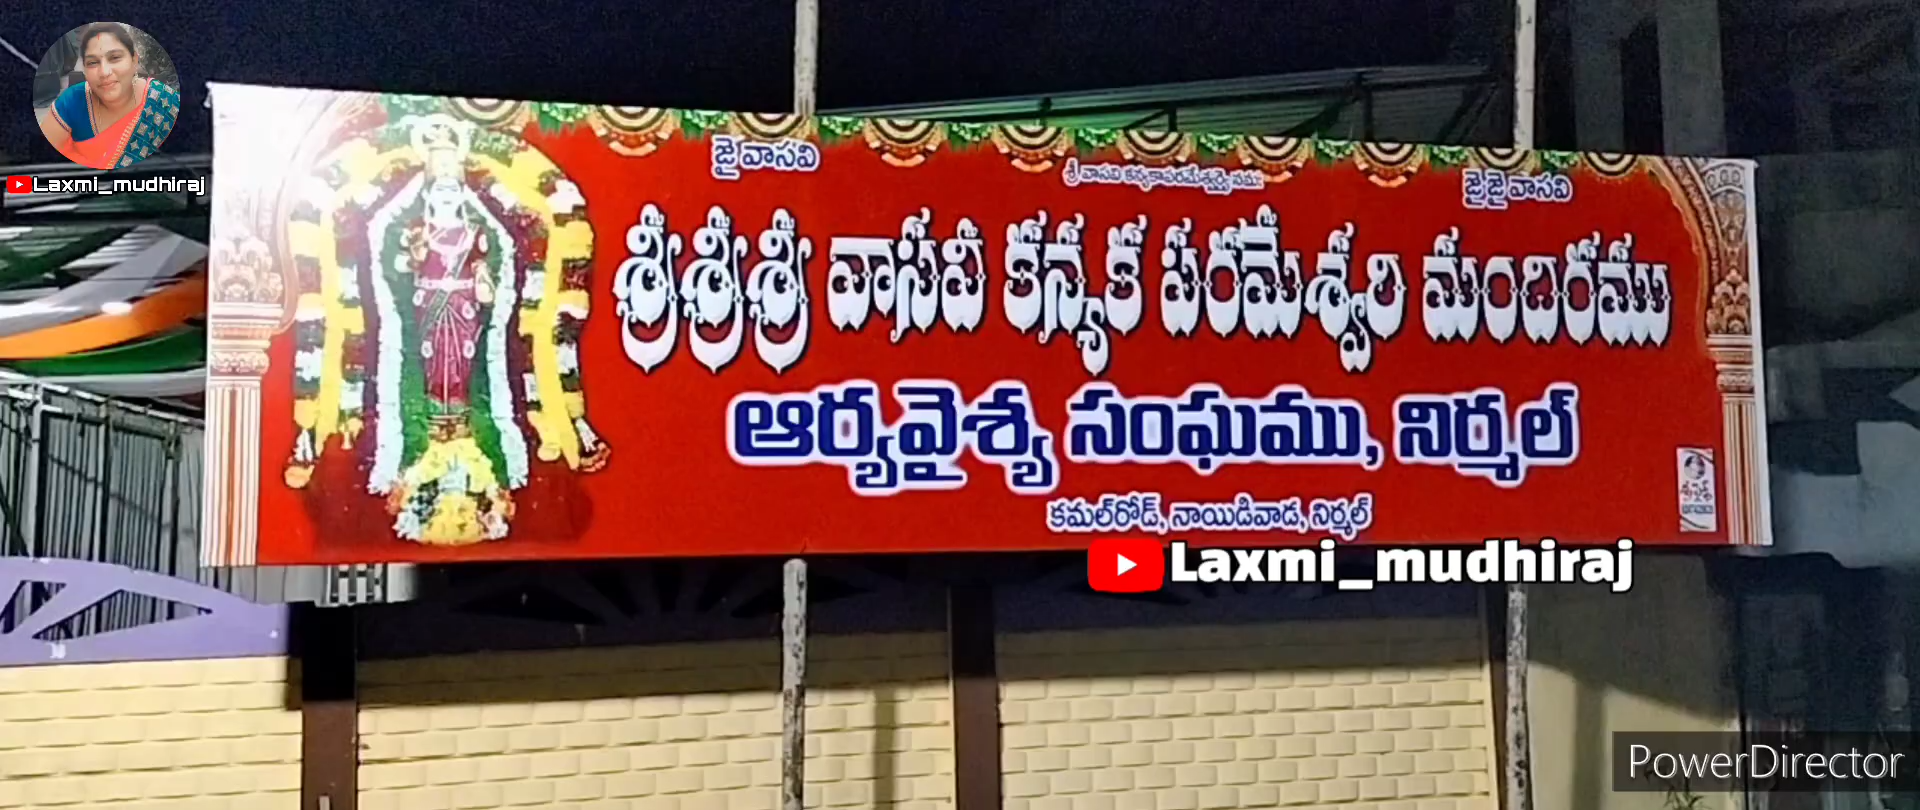 Laxmi_mudhiraj
జై వాసవి
శ్రీ వాసవి కన్యకాపరమేశ్వర్యై నమః
జై జై వాసవి
శ్రీశ్రీశ్రీ వాసవి కన్యక పరమేశ్వరి మందిరము
ఆర్యవైశ్య సంఘము, నిర్మల్
కమల్‌రోడ్, నాయిడివాడ, నిర్మల్
Laxmi_mudhiraj
PowerDirector